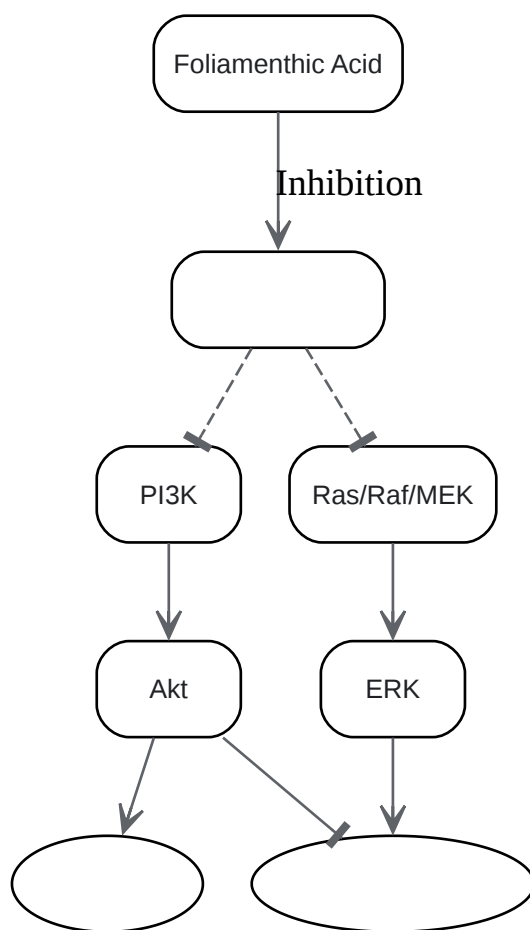 Foliamenthic Acid
Inhibition
PI3K
Ras/Raf/MEK
Akt
ERK